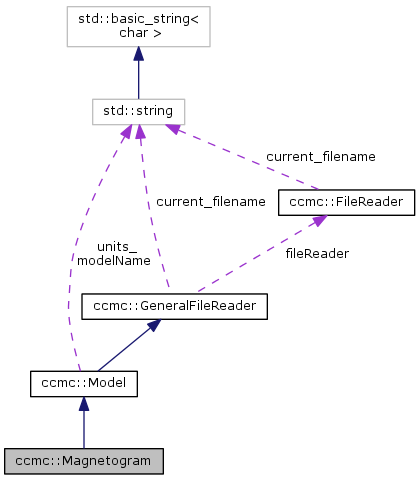 std::basic_string<
char >
std::string
current_filename
ccmc::FileReader
current_filename
units_
modelName
fileReader
ccmc::GeneralFileReader
ccmc::Model
ccmc::Magnetogram